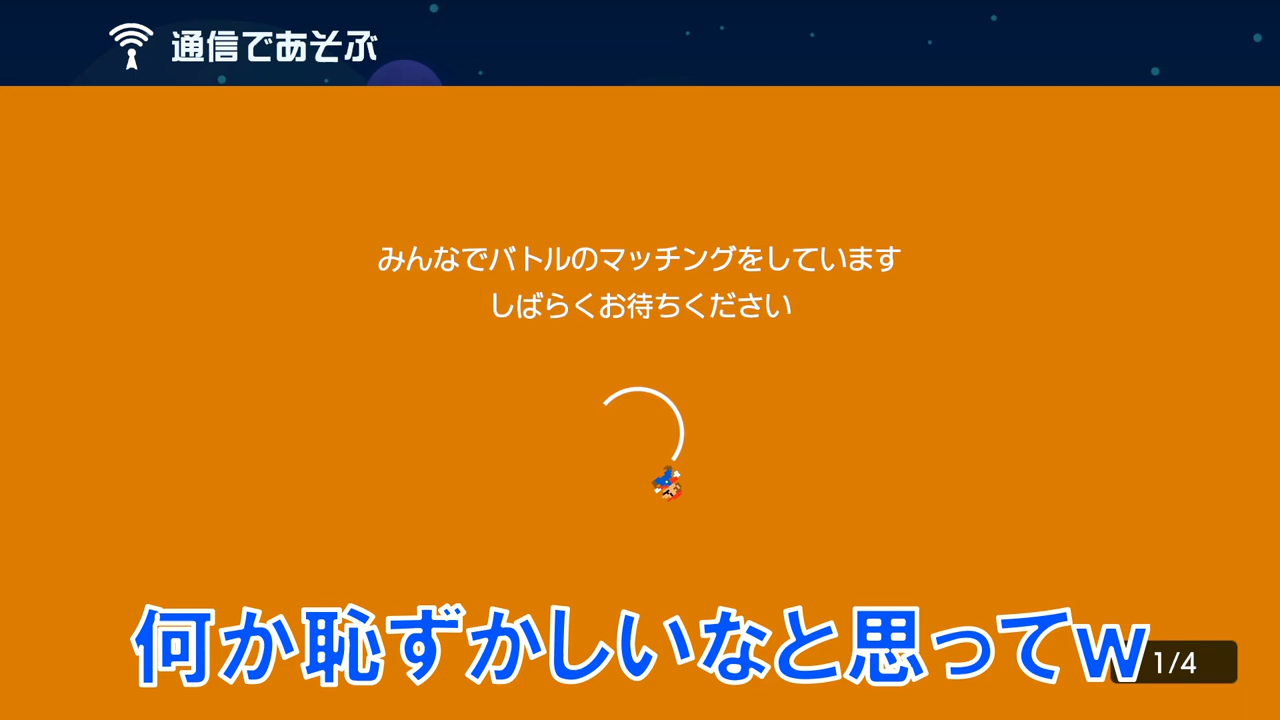 通信であそぶ
みんなでバトルのマッチングをしています
しばらくお待ちください
何か恥ずかしいなと思ってw
1/4